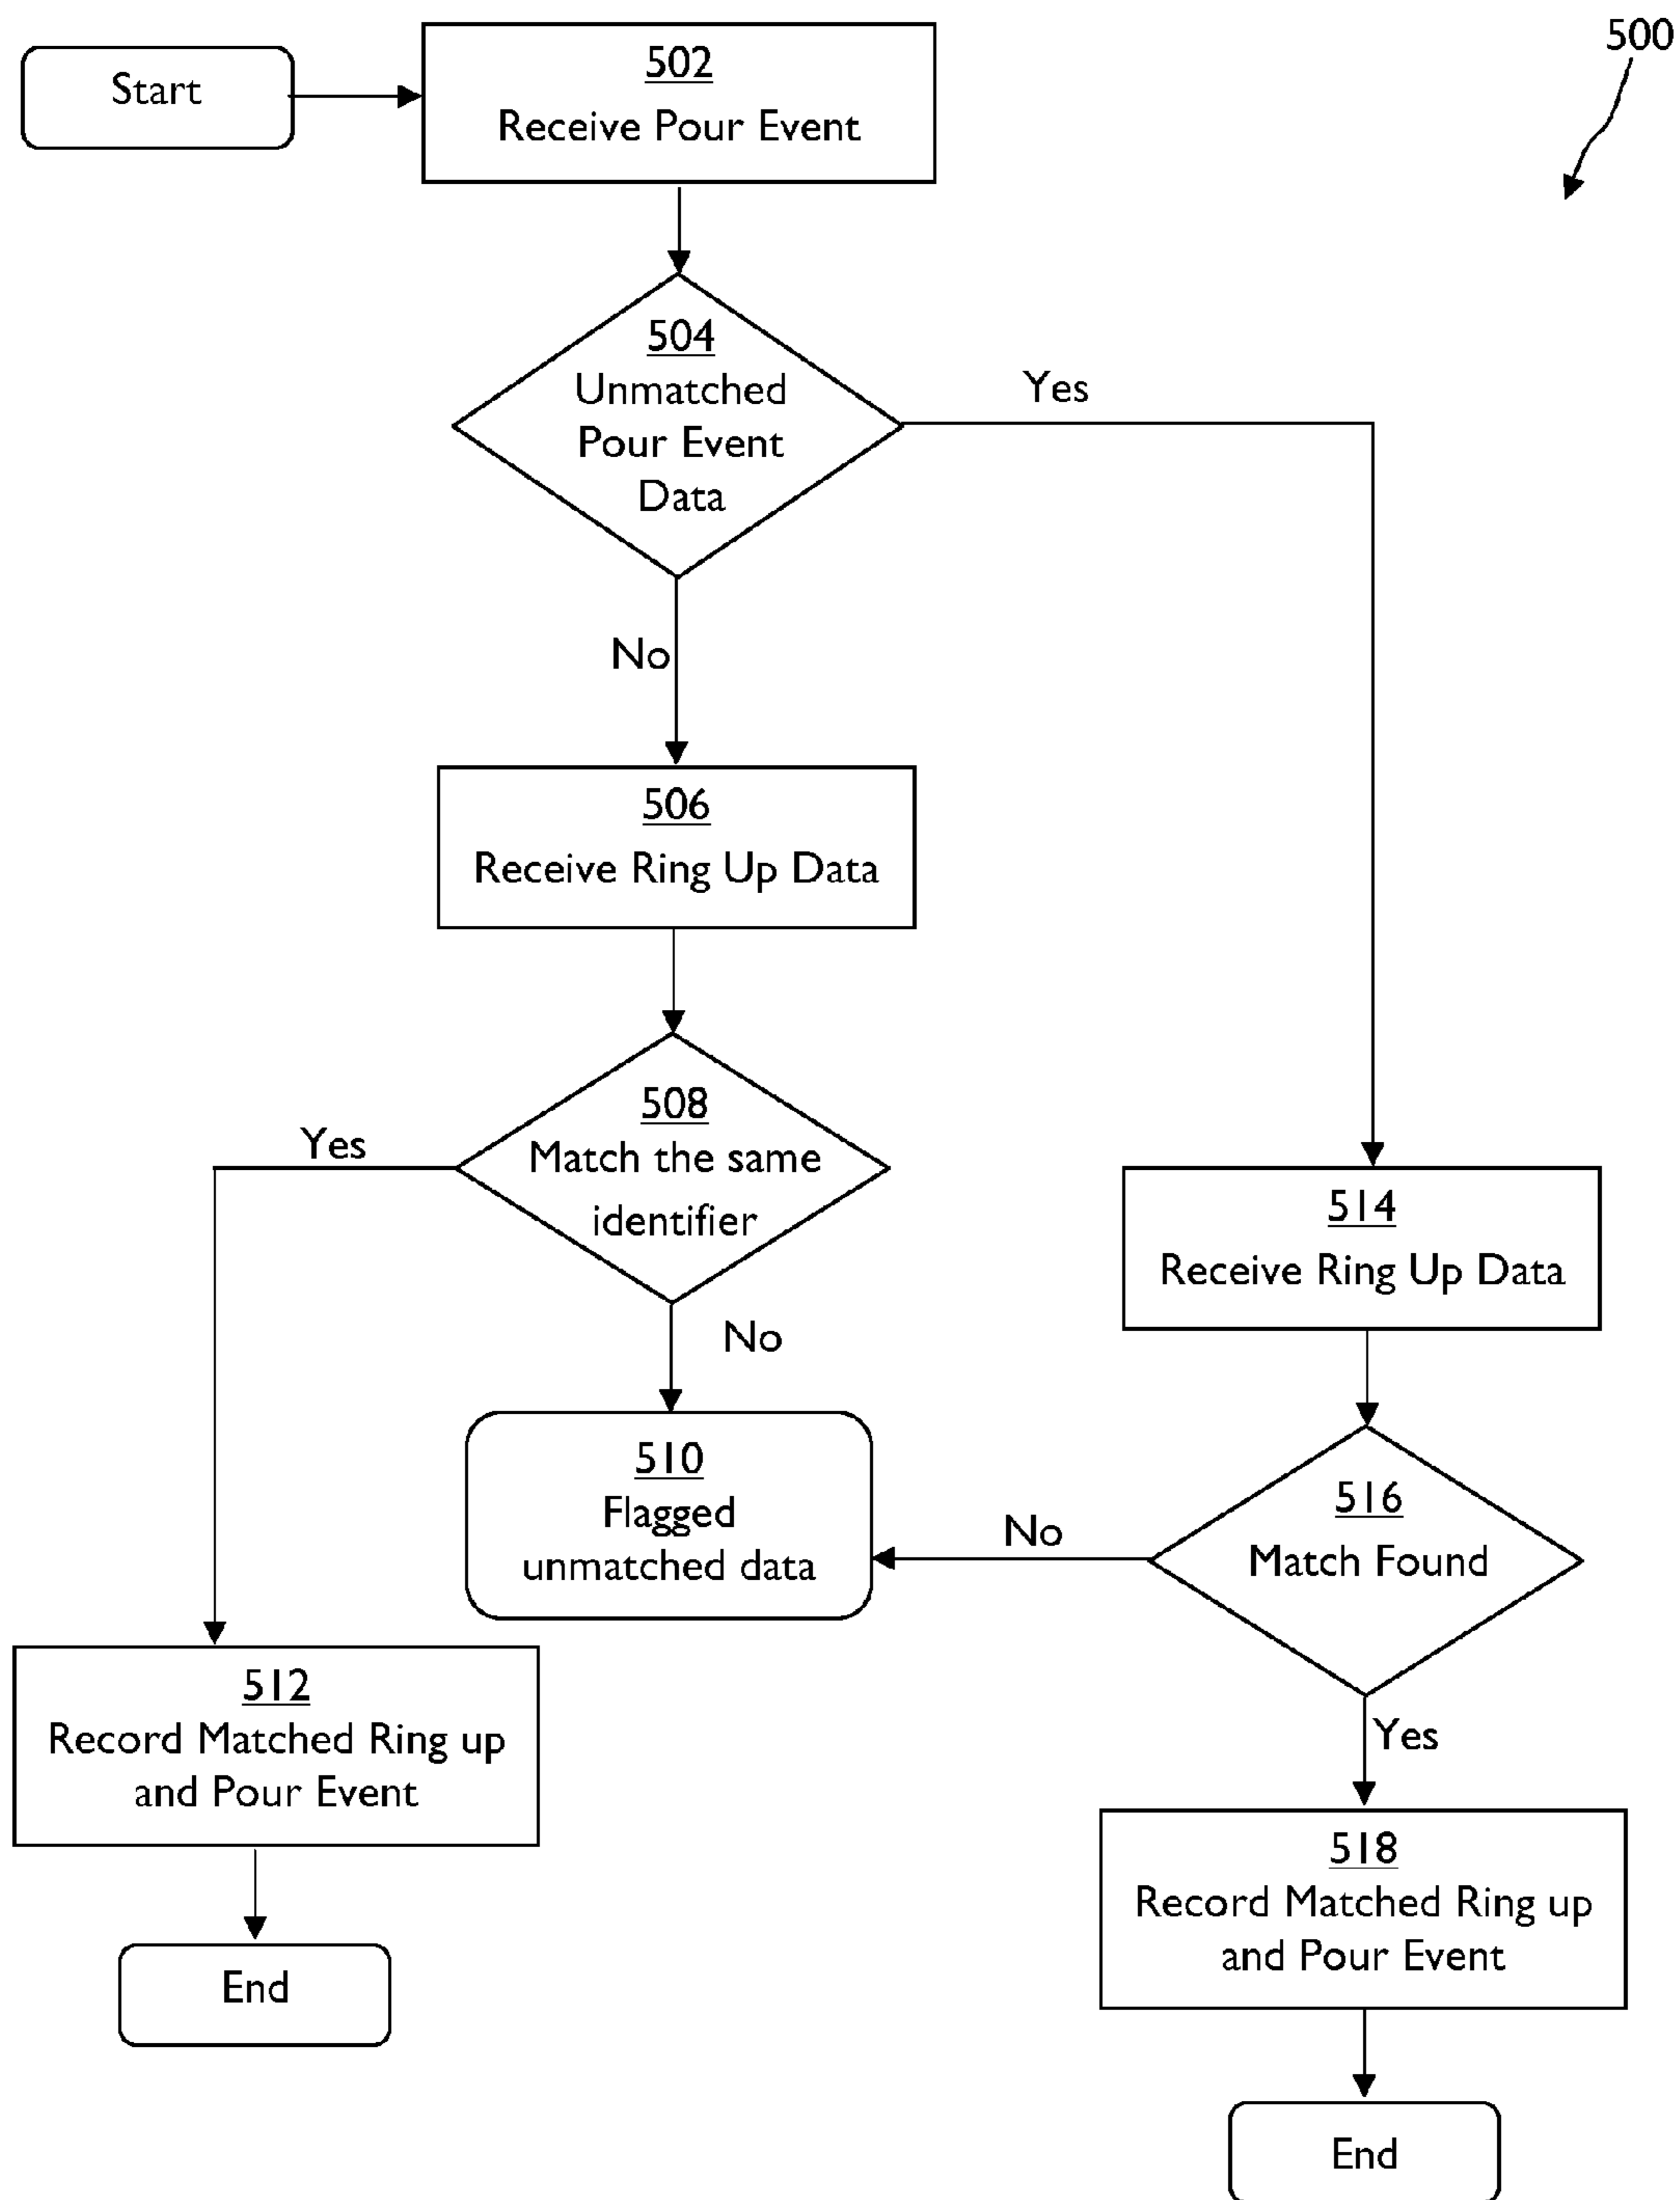 500
Start
502
Receive Pour Event
504
Unmatched
Pour Event
Data
Yes
No
506
Receive Ring Up Data
508
Match the same
identifier
Yes
No
514
Receive Ring Up Data
510
Flagged
unmatched data
516
Match Found
No
Yes
512
Record Matched Ring up
and Pour Event
518
Record Matched Ring up
and Pour Event
End
End